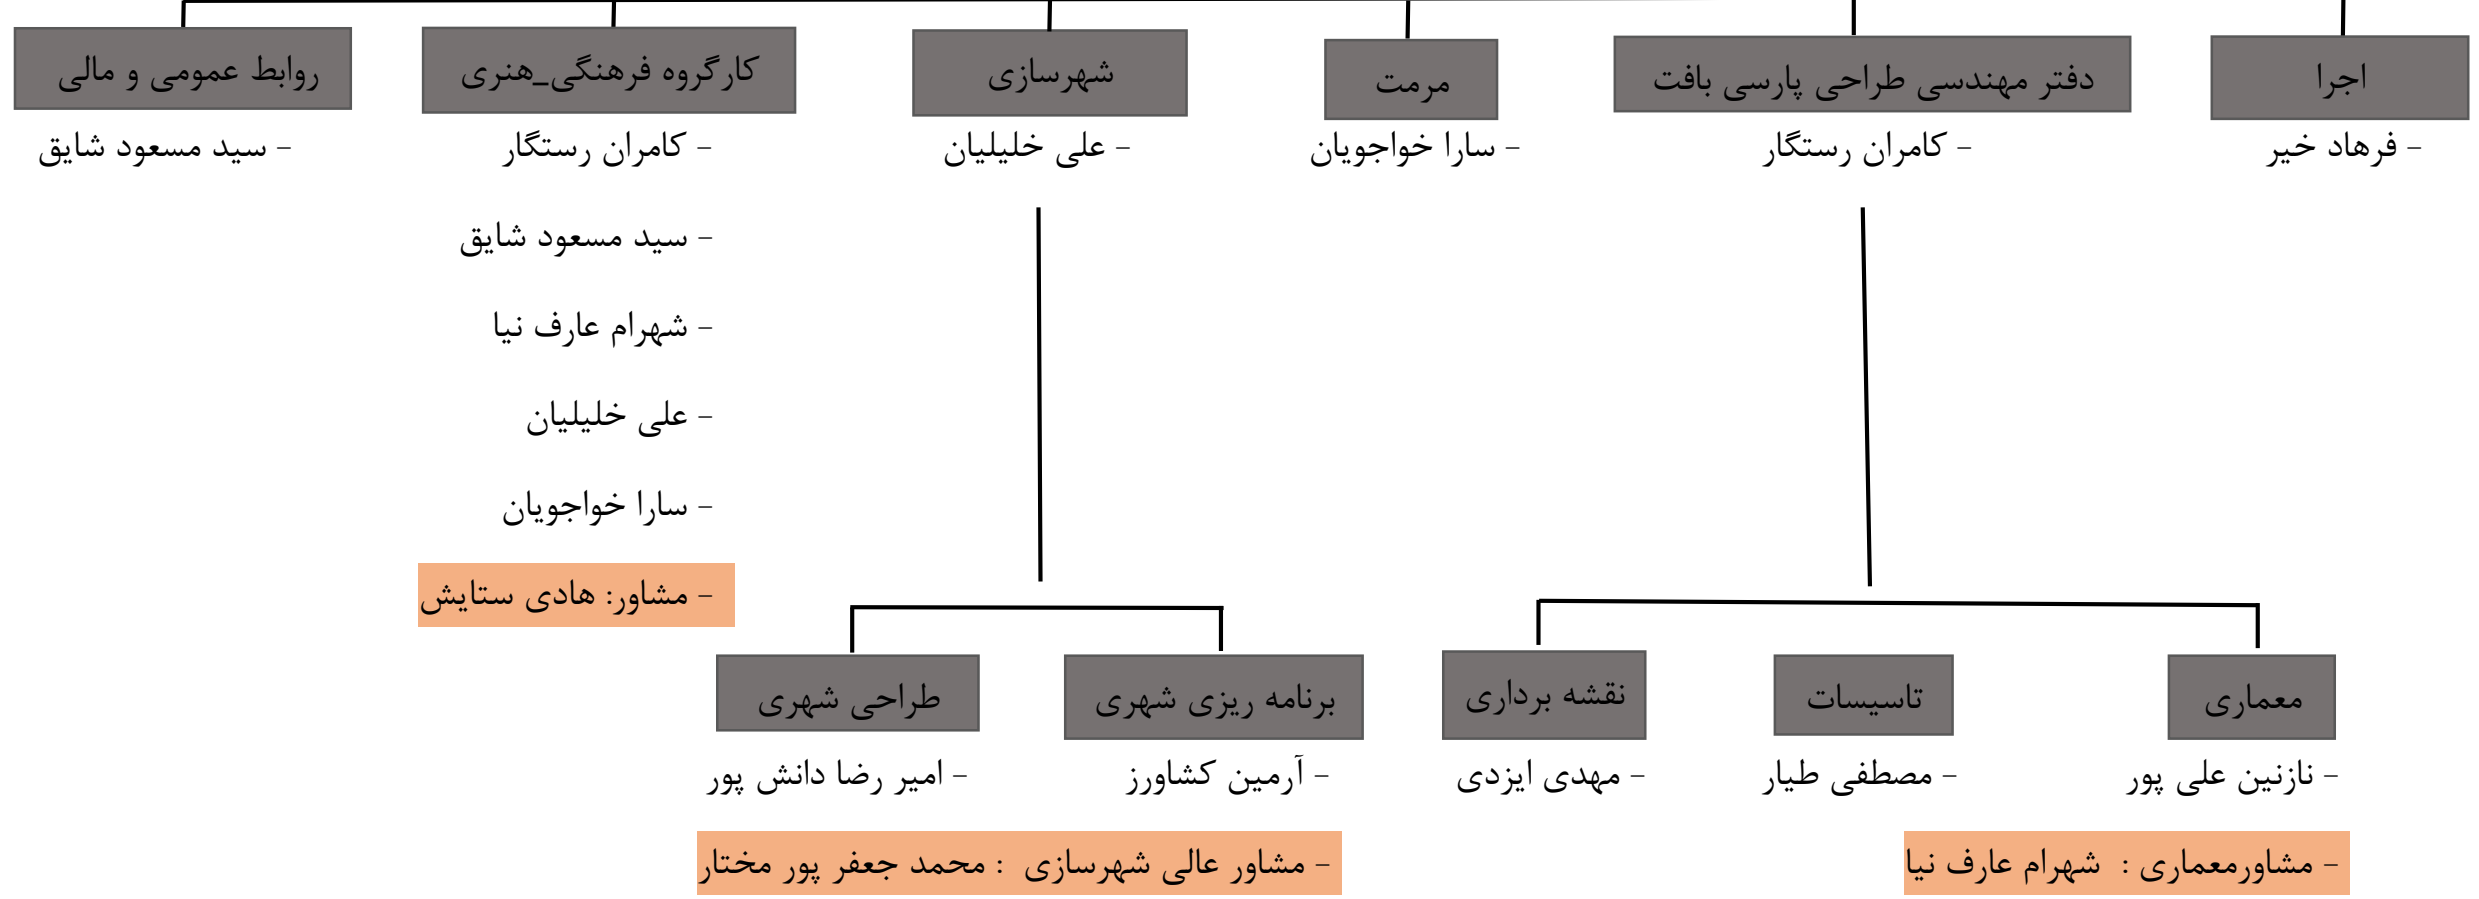 اجرا
- فرهاد خیر
دفتر مهندسی طراحی پارسی بافت
- کامران رستگار
مرمت
- سارا خواجویان
شهرسازی
- علی خلیلیان
کارگروه فرهنگی_هنری
- کامران رستگار
- سید مسعود شایق
- شهرام عارف نیا
- علی خلیلیان
- سارا خواجویان
- مشاور: هادی ستایش
روابط عمومی و مالی
- سید مسعود شایق
معماری
- نازنین علی پور
- مشاورمعماری : شهرام عارف نیا
تاسیسات
- مصطفی طیار
نقشه برداری
- مهدی ایزدی
برنامه ریزی شهری
- آرمین کشاورز
طراحی شهری
- امیر رضا دانش پور
- مشاور عالی شهرسازی : محمد جعفر پور مختار